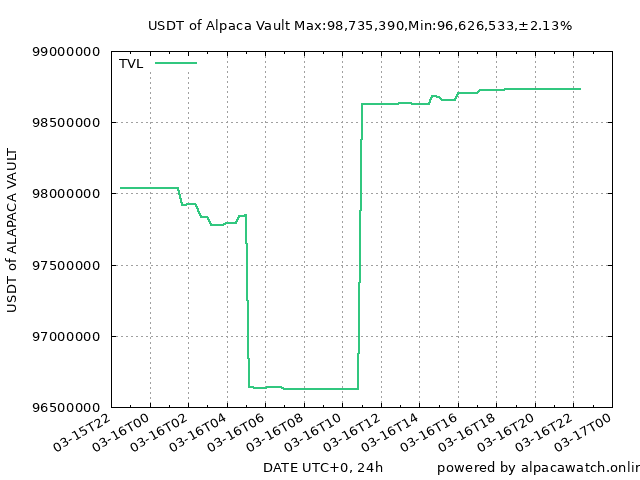 USDT of Alpaca Vault Max:98,735,390,Min:96,626,533,±2.13%
TVL
99000000
98500000
98000000
97500000
97000000
96500000
USDT of ALAPACA VAULT
03-15T22
03-16T00
03-16T02
03-16T04
03-16T06
03-16T08
03-16T10
03-16T12
03-16T14
03-16T16
03-16T18
03-16T20
03-16T22
03-17T00
DATE UTC+0, 24h
powered by alpacawatch.onlin